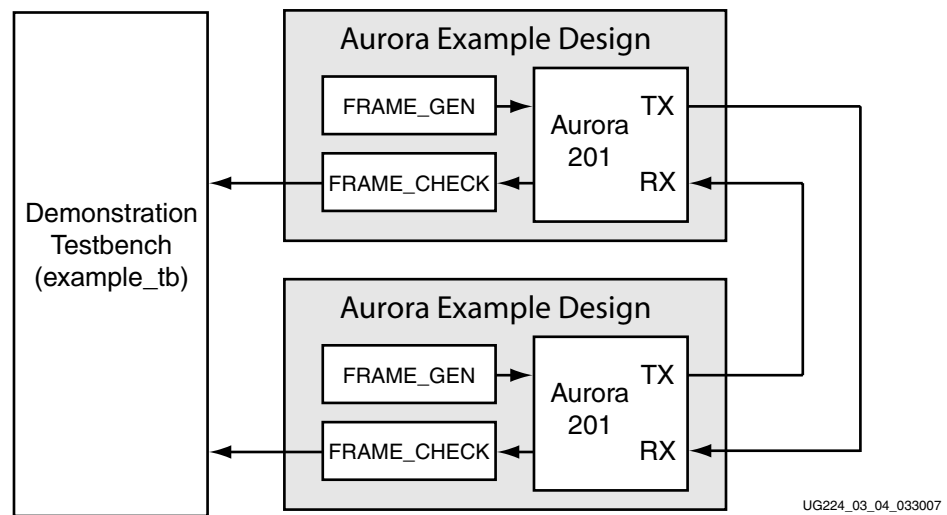 Aurora Example Design
FRAME_GEN
TX
Aurora
201
FRAME_CHECK
RX
Demonstration
Testbench
(example_tb)
Aurora Example Design
FRAME_GEN
TX
Aurora
201
FRAME_CHECK
RX
UG224_03_04_033007